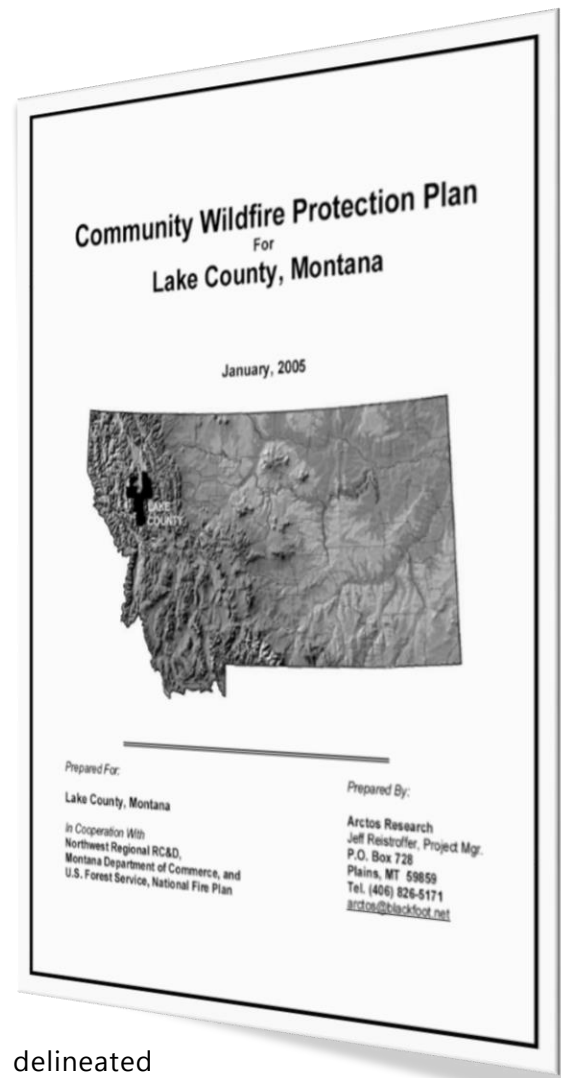 Community Wildfire Protection Plan
For
Lake County, Montana
January, 2005
LAKE
COUNTY
Prepared For:
Lake County, Montana
in Cooperation With
Northwest Regional RC&D,
Montana Department of Commerce, and
U.S. Forest Service, National Fire Plan
Prepared By:
Arctos Research
Jeff Reistroffer, Project Mgr.
P.O. Box 728
Plains, MT 59859
Tel. (406) 826-5171
arctos@blackfoot.net
delineated